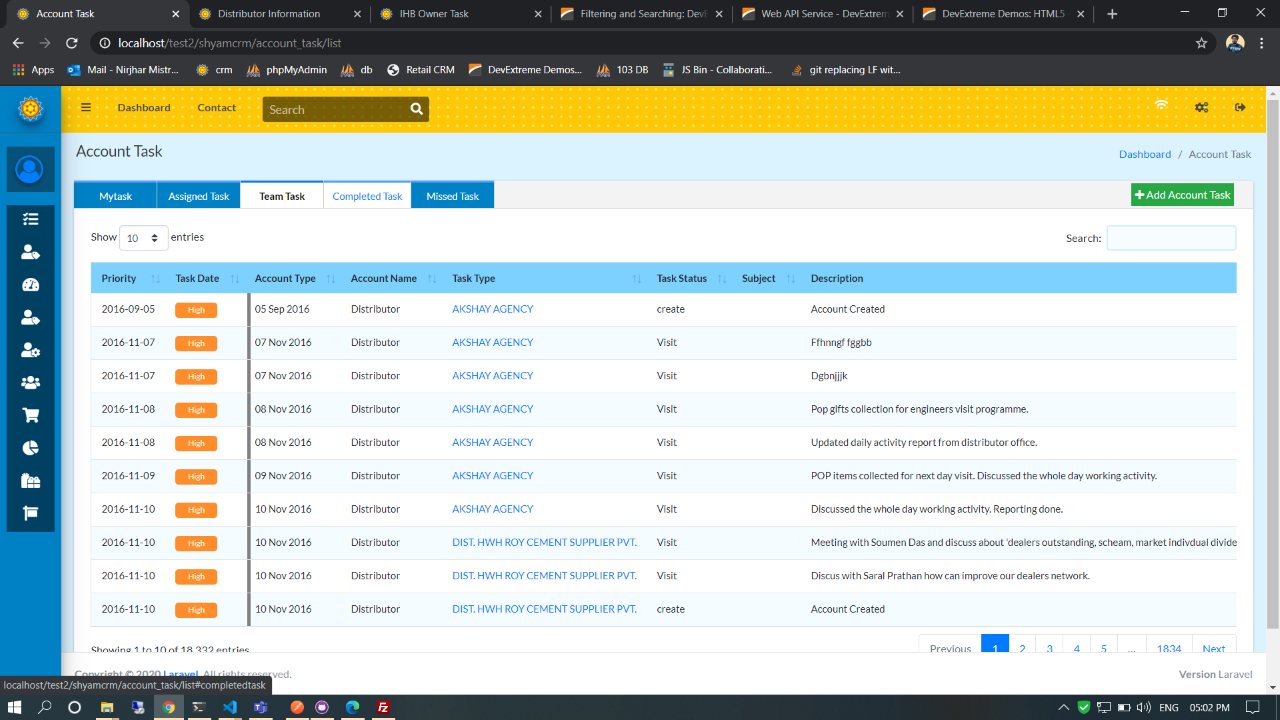 Account Task
Distributor Information
IHB Owner Task
Filtering and Searching: DevE
Web API Service - DevExtrem
DevExtreme Demos: HTML5
localhost/test2/shyamcrm/account_task/list
Apps
Mail - Nirjhar Mistr...
crm
phpMyAdmin
db
Retail CRM
DevExtreme Demos...
103 DB
JS Bin - Collaborati...
git replacing LF wit...
Dashboard
Contact
Search
Account Task
Dashboard / Account Task
Mytask
Assigned Task
Team Task
Completed Task
Missed Task
Add Account Task
Show 10 entries
Search:
Priority Task Date Account Type Account Name Task Type Task Status Subject Description
2016-09-05 High 05 Sep 2016 Distributor AKSHAY AGENCY create Account Created
2016-11-07 High 07 Nov 2016 Distributor AKSHAY AGENCY Visit Ffhnngf fggbb
2016-11-07 High 07 Nov 2016 Distributor AKSHAY AGENCY Visit Dgbnjjjk
2016-11-08 High 08 Nov 2016 Distributor AKSHAY AGENCY Visit Pop gifts collection for engineers visit programme.
2016-11-08 High 08 Nov 2016 Distributor AKSHAY AGENCY Visit Updated daily activity report from distributor office.
2016-11-09 High 09 Nov 2016 Distributor AKSHAY AGENCY Visit POP items collected for next day visit. Discussed the whole day working activity.
2016-11-10 High 10 Nov 2016 Distributor AKSHAY AGENCY Visit Discussed the whole day working activity. Reporting done.
2016-11-10 High 10 Nov 2016 Distributor DIST. HWH ROY CEMENT SUPPLIER PVT. Visit Meeting with Soumen Das and discuss about 'dealers outstanding, scheam, market indivdual divide
2016-11-10 High 10 Nov 2016 Distributor DIST. HWH ROY CEMENT SUPPLIER PVT. Visit Discus with Saral Prathan how can improve our dealers network.
2016-11-10 High 10 Nov 2016 Distributor DIST. HWH ROY CEMENT SUPPLIER PVT. create Account Created
Showing 1 to 10 of 18,332 entries
Previous 1 2 3 4 5 ... 1834 Next
Copyright © 2020 Laravel. All rights reserved.
Version Laravel
localhost/test2/shyamcrm/account_task/list#completedtask
ENG
05:02 PM